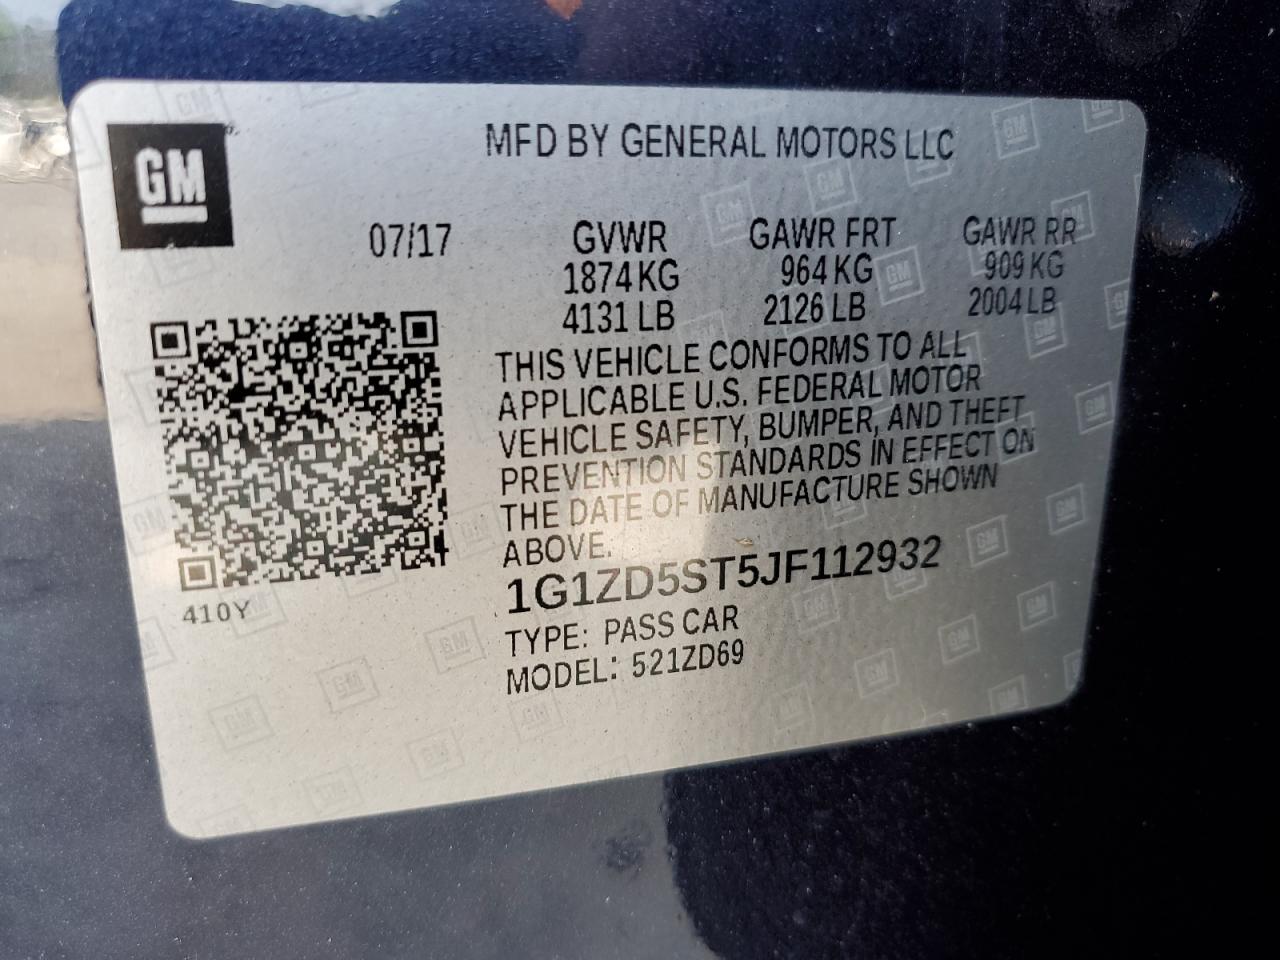 GM
MFD BY GENERAL MOTORS LLC
07/17 GVWR GAWR FRT GAWR RR
1874 KG 964 KG 909 KG
4131 LB 2126 LB 2004 LB
THIS VEHICLE CONFORMS TO ALL
APPLICABLE U.S. FEDERAL MOTOR
VEHICLE SAFETY, BUMPER, AND THEFT
PREVENTION STANDARDS IN EFFECT ON
THE DATE OF MANUFACTURE SHOWN
ABOVE.
410Y
1G1ZD5ST5JF112932
TYPE: PASS CAR
MODEL: 521ZD69